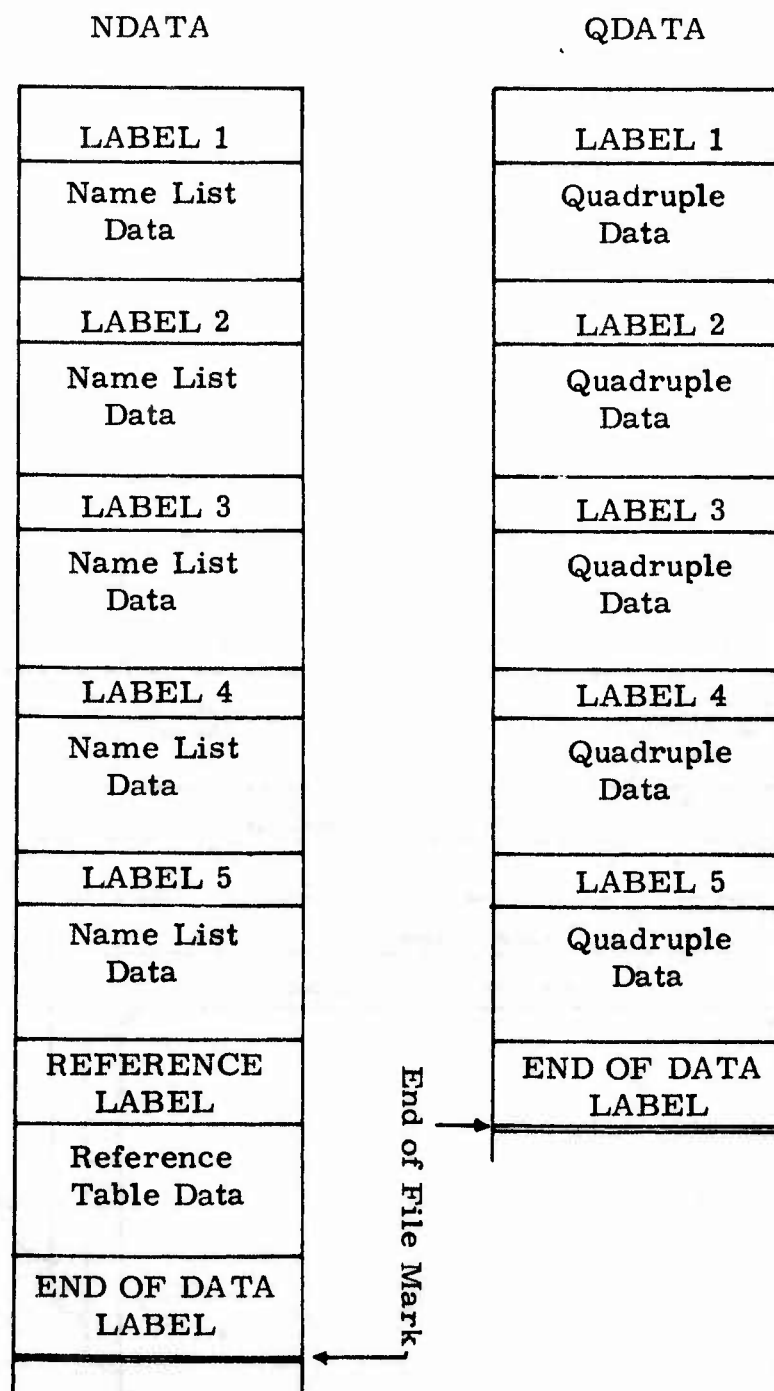 NDATA
LABEL 1
Name List
Data
LABEL 2
Name List
Data
LABEL 3
Name List
Data
LABEL 4
Name List
Data
LABEL 5
Name List
Data
REFERENCE
LABEL
Reference
Table Data
END OF DATA
LABEL
End of File Mark
QDATA
LABEL 1
Quadruple
Data
LABEL 2
Quadruple
Data
LABEL 3
Quadruple
Data
LABEL 4
Quadruple
Data
LABEL 5
Quadruple
Data
END OF DATA
LABEL